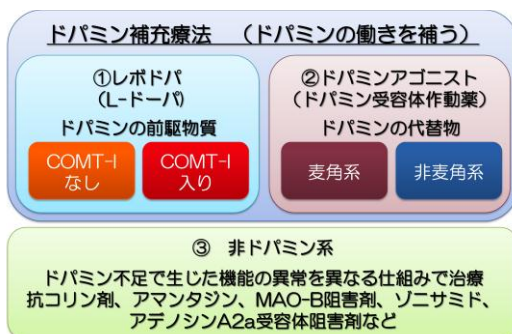 ドパミン補充療法　(ドパミンの働きを補う)
①レボドパ
(L-ドーパ)
ドパミンの前駆物質
COMT-I
なし
COMT-I
入り
②ドパミンアゴニスト
(ドパミン受容体作動薬)
ドパミンの代替物
麦角系
非麦角系
③　非ドパミン系
ドパミン不足で生じた機能の異常を異なる仕組みで治療
抗コリン剤、アマンタジン、MAO-B阻害剤、ゾニサミド、
アデノシンA2a受容体阻害剤など